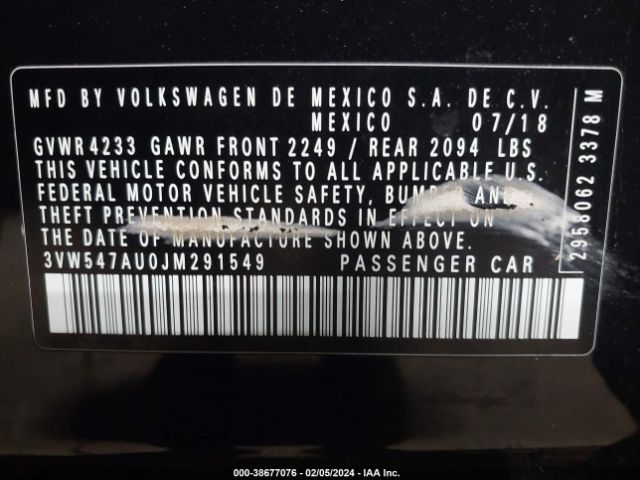 MFD BY VOLKSWAGEN DE MEXICO S.A. DE C.V.
MEXICO 07/18
GVWR 4233 GAWR FRONT 2249 / REAR 2094 LBS
THIS VEHICLE CONFORMS TO ALL APPLICABLE U.S.
FEDERAL MOTOR VEHICLE SAFETY, BUMPER AND
THEFT PREVENTION STANDARDS IN EFFECT ON
THE DATE OF MANUFACTURE SHOWN ABOVE.
3VW547AU0JM291549 PASSENGER CAR
2958062 3378 M
000-38677076 - 02/05/2024 - IAA Inc.